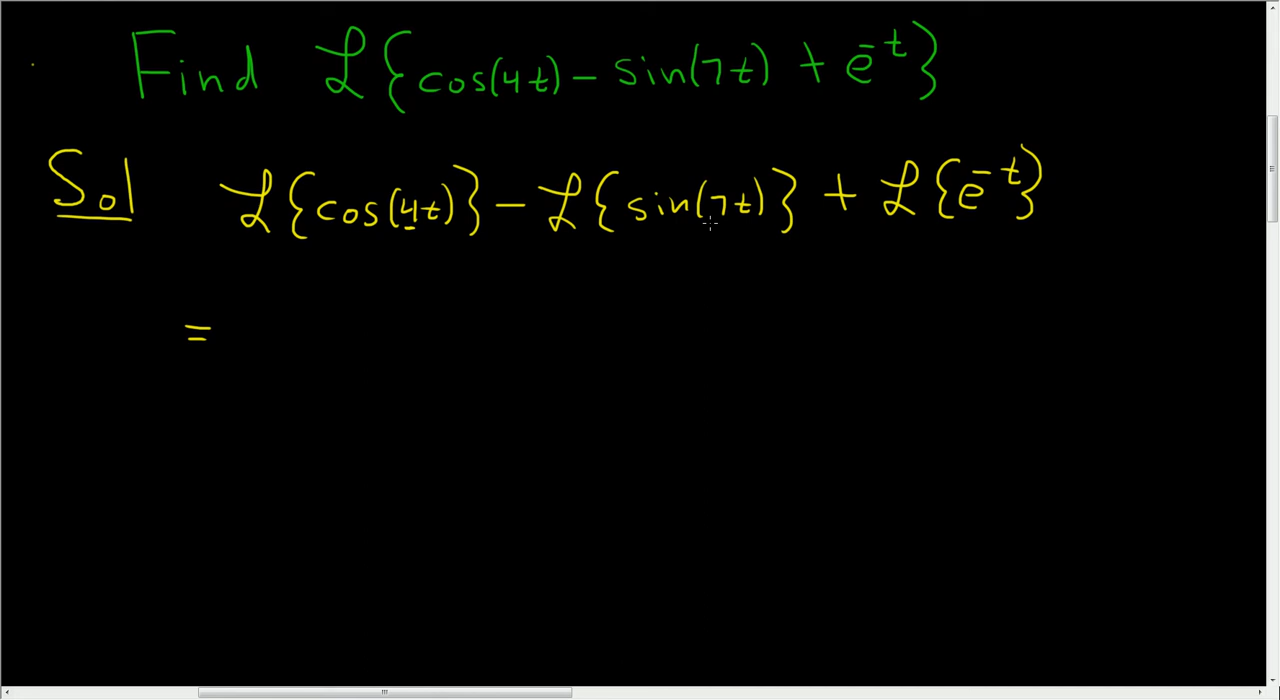 Find ℒ{cos(4t) - sin(7t) + e^-t}
Sol ℒ{cos(4t)} - ℒ{sin(7t)} + ℒ{e^-t}
=